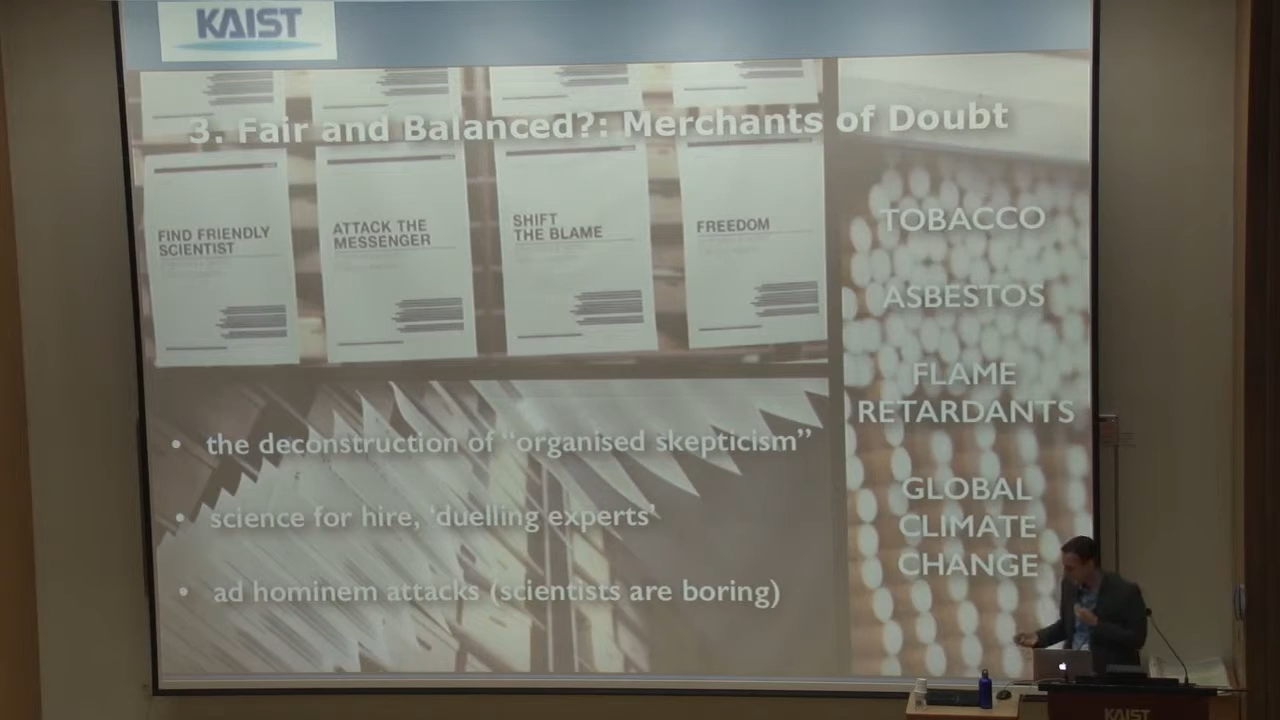 KAIST
3. Fair and Balanced?: Merchants of Doubt
FIND FRIENDLY
SCIENTIST
ATTACK THE
MESSENGER
SHIFT
THE BLAME
FREEDOM
• the deconstruction of “organised skepticism”
• science for hire, ‘duelling experts’
• ad hominem attacks (scientists are boring)
TOBACCO
ASBESTOS
FLAME
RETARDANTS
GLOBAL
CLIMATE
CHANGE
KAIST